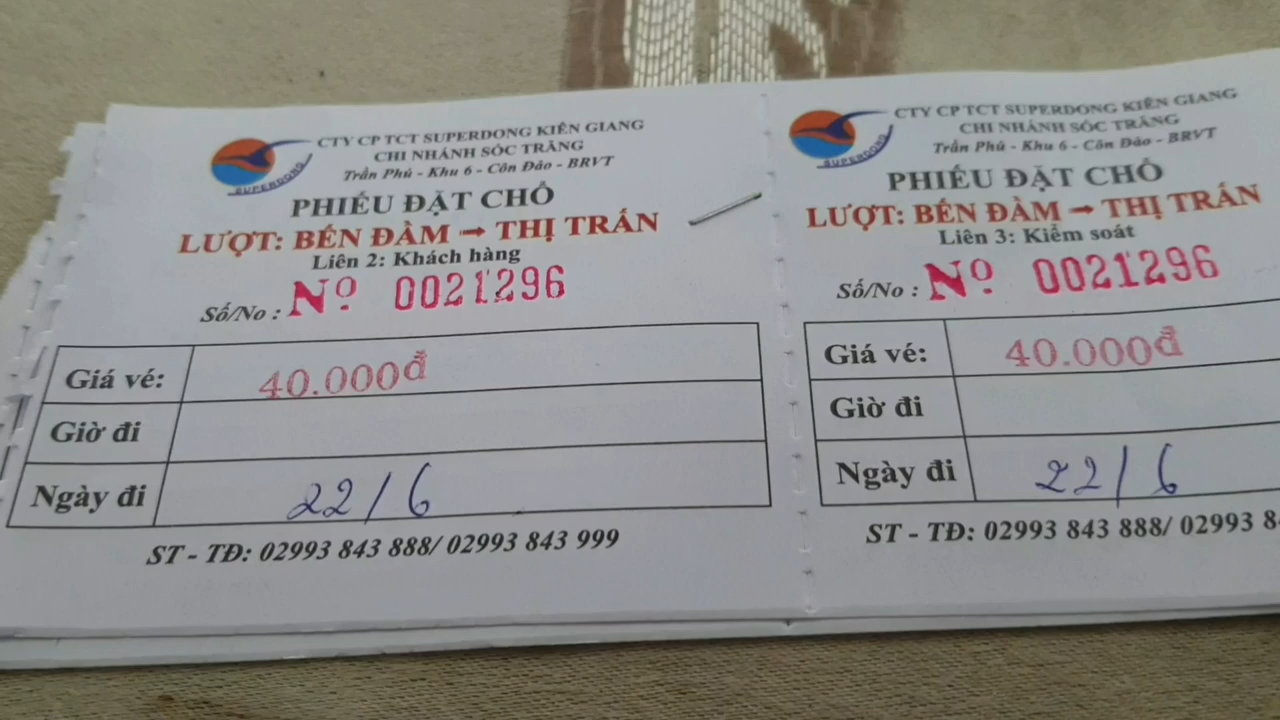 CTY CP TCT SUPERDONG KIÊN GIANG
CHI NHÁNH SÓC TRĂNG
Trần Phú - Khu 6 - Côn Đảo - BRVT
SUPERDONG
PHIẾU ĐẶT CHỖ
LƯỢT: BẾN ĐẦM → THỊ TRẤN
Liên 2: Khách hàng
Số/No : Nº 0021296
Giá vé: 40.000đ
Giờ đi
Ngày đi 22/6
ST - TĐ: 02993 843 888/ 02993 843 999
CTY CP TCT SUPERDONG KIÊN GIANG
CHI NHÁNH SÓC TRĂNG
Trần Phú - Khu 6 - Côn Đảo - BRVT
SUPERDONG
PHIẾU ĐẶT CHỖ
LƯỢT: BẾN ĐẦM → THỊ TRẤN
Liên 3: Kiểm soát
Số/No : Nº 0021296
Giá vé: 40.000đ
Giờ đi
Ngày đi 22/6
ST - TĐ: 02993 843 888/ 02993 8